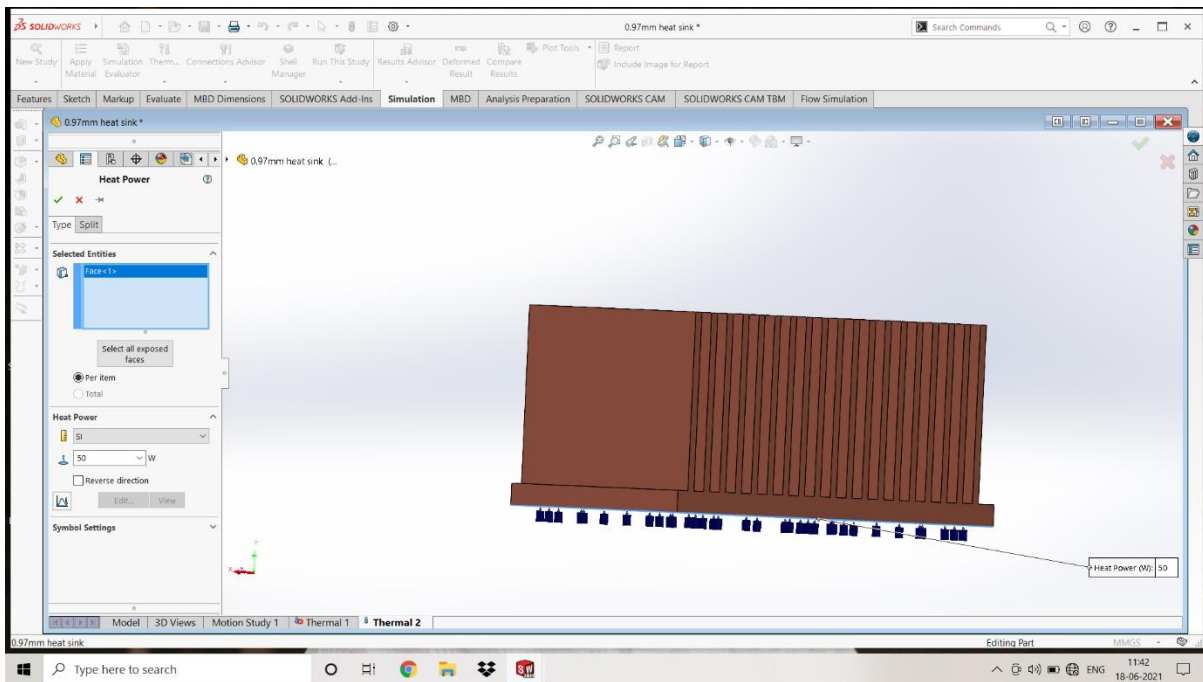 SOLIDWORKS
0.97mm heat sink *
Search Commands
New Study
Apply Material
Simulation Evaluator
Therm...
Connections Advisor
Shell Manager
Run This Study
Results Advisor
Deformed Result
Compare Results
Plot Tools
Report
Include Image for Report
Features Sketch Markup Evaluate MBD Dimensions SOLIDWORKS Add-Ins Simulation MBD Analysis Preparation SOLIDWORKS CAM SOLIDWORKS CAM TBM Flow Simulation
0.97mm heat sink *
0.97mm heat sink (...
Heat Power
Type Split
Selected Entities
Face<1>
Select all exposed
faces
Per item
Total
Heat Power
SI
50 W
Reverse direction
Edit... View
Symbol Settings
Y
X
Heat Power (W): 50
Model 3D Views Motion Study 1 Thermal 1 Thermal 2
0.97mm heat sink
Editing Part MMGS
Type here to search
ENG
11:42
18-06-2021